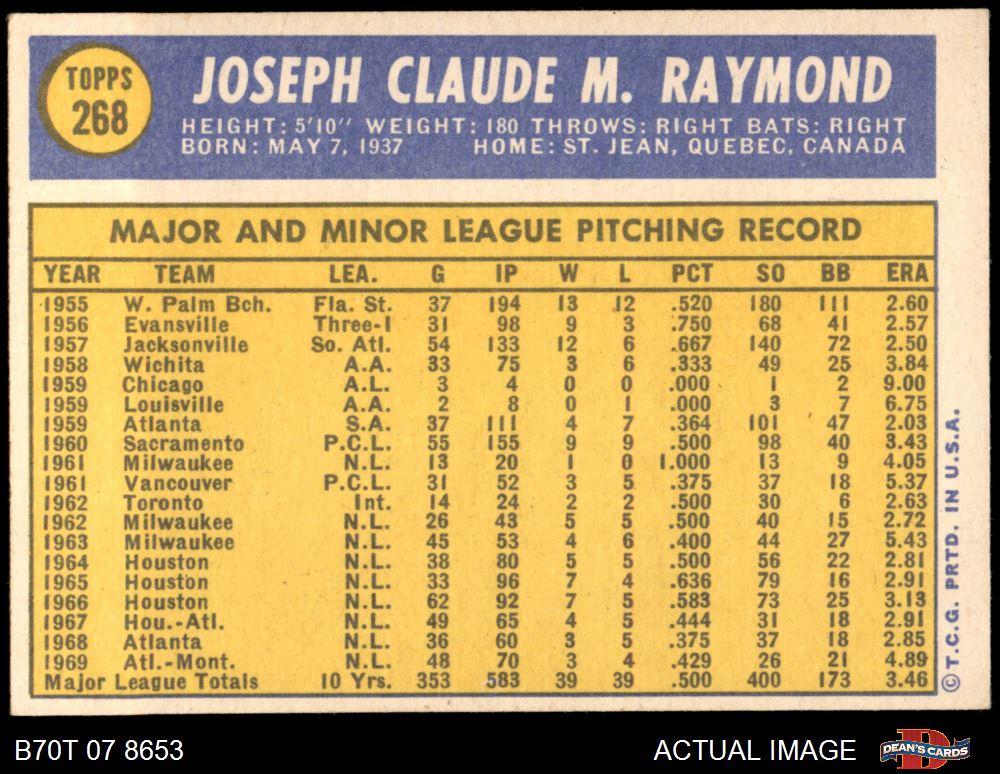 TOPPS
268
JOSEPH CLAUDE M. RAYMOND
HEIGHT: 5'10" WEIGHT: 180 THROWS: RIGHT BATS: RIGHT
BORN: MAY 7, 1937 HOME: ST. JEAN, QUEBEC, CANADA
MAJOR AND MINOR LEAGUE PITCHING RECORD
YEAR TEAM LEA. G IP W L PCT SO BB ERA
1955 W. Palm Bch. Fla. St. 37 194 13 12 .520 180 111 2.60
1956 Evansville Three-I 31 98 9 3 .750 68 41 2.57
1957 Jacksonville So. Atl. 54 133 12 6 .667 140 72 2.50
1958 Wichita A.A. 33 75 3 6 .333 49 25 3.84
1959 Chicago A.L. 3 4 0 0 .000 1 2 9.00
1959 Louisville A.A. 2 8 0 1 .000 3 7 6.75
1959 Atlanta S.A. 37 111 4 7 .364 101 47 2.03
1960 Sacramento P.C.L. 55 155 9 9 .500 98 40 3.43
1961 Milwaukee N.L. 13 20 1 0 1.000 13 9 4.05
1961 Vancouver P.C.L. 31 52 3 5 .375 37 18 5.37
1962 Toronto Int. 14 24 2 2 .500 30 6 2.63
1962 Milwaukee N.L. 26 43 5 5 .500 40 15 2.72
1963 Milwaukee N.L. 45 53 4 6 .400 44 27 5.43
1964 Houston N.L. 38 80 5 5 .500 56 22 2.81
1965 Houston N.L. 33 96 7 4 .636 79 16 2.91
1966 Houston N.L. 62 92 7 5 .583 73 25 3.13
1967 Hou.-Atl. N.L. 49 65 4 5 .444 31 18 2.91
1968 Atlanta N.L. 36 60 3 5 .375 37 18 2.85
1969 Atl.-Mont. N.L. 48 70 3 4 .429 26 21 4.89
Major League Totals 10 Yrs. 353 583 39 39 .500 400 173 3.46
© T.C.G. PRTD. IN U.S.A.
B70T 07 8653 ACTUAL IMAGE
DEAN'S CARDS